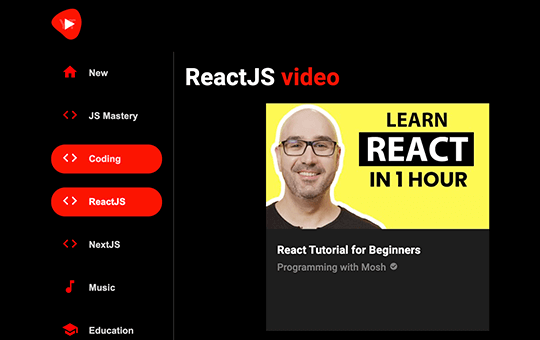 New
JS Mastery
Coding
ReactJS
NextJS
Music
Education
ReactJS video
LEARN
REACT
IN 1 HOUR
React Tutorial for Beginners
Programming with Mosh